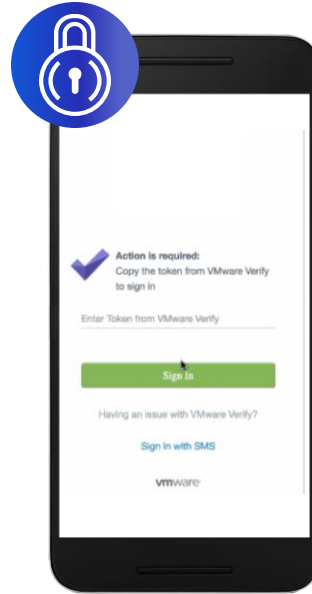 Action is required:
Copy the token from VMware Verify
to sign in
Enter Token from VMware Verify
Sign In
Having an issue with VMware Verify?
Sign in with SMS
vmware